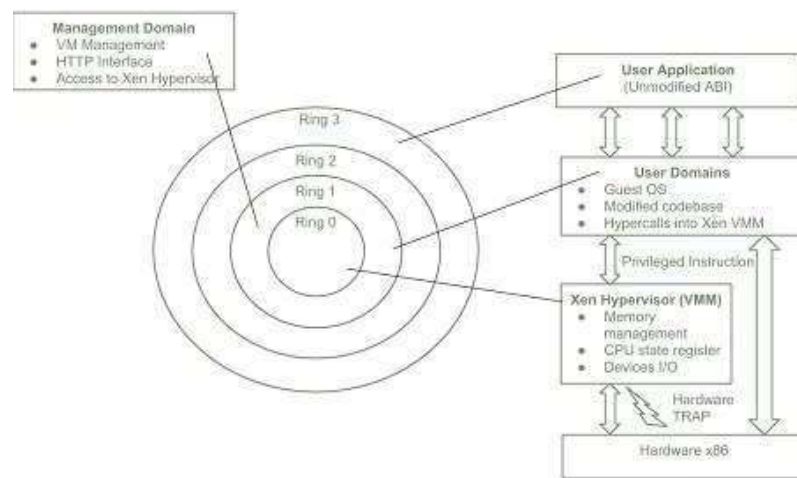 Management Domain
● VM Management
● HTTP Interface
● Access to Xen Hypervisor
Ring 3
Ring 2
Ring 1
Ring 0
User Application
(Unmodified ABI)
User Domains
● Guest OS
● Modified codebase
● Hypercalls into Xen VMM
Privileged Instruction
Xen Hypervisor (VMM)
● Memory
management
● CPU state register
● Devices I/O
Hardware
TRAP
Hardware x86